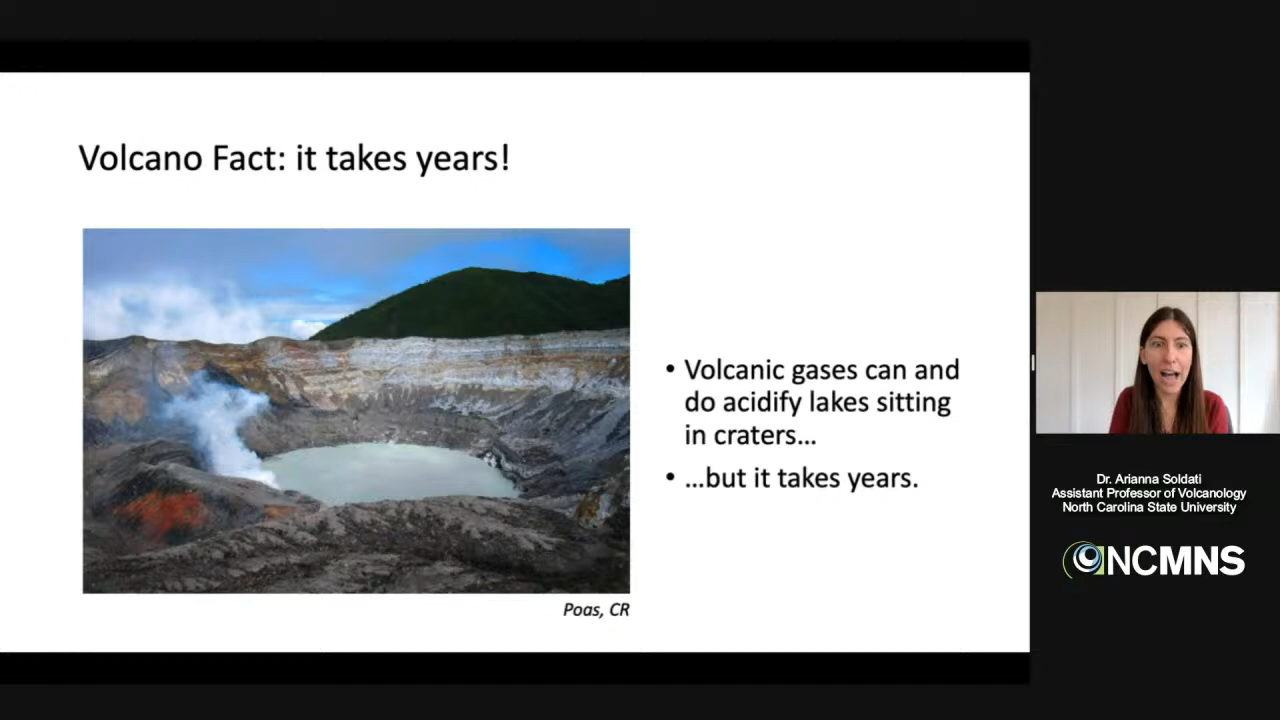 Volcano Fact: it takes years!
• Volcanic gases can and
do acidify lakes sitting
in craters...
• ...but it takes years.
Poas, CR
Dr. Arianna Soldati
Assistant Professor of Volcanology
North Carolina State University
NCMNS